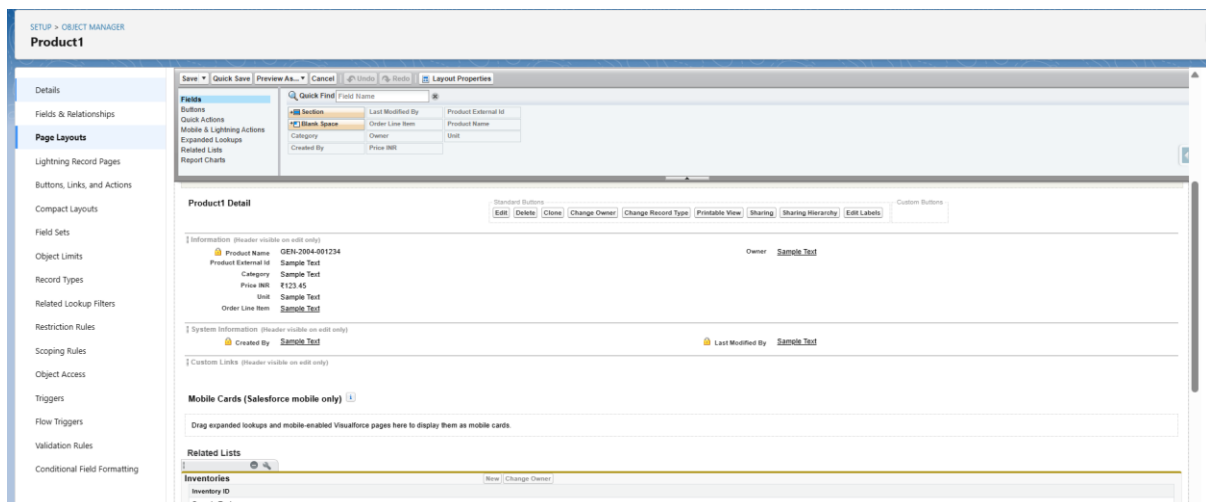 SETUP > OBJECT MANAGER
Product1
Details
Fields & Relationships
Page Layouts
Lightning Record Pages
Buttons, Links, and Actions
Compact Layouts
Field Sets
Object Limits
Record Types
Related Lookup Filters
Restriction Rules
Scoping Rules
Object Access
Triggers
Flow Triggers
Validation Rules
Conditional Field Formatting
Save Quick Save Preview As... Cancel Undo Redo Layout Properties
Fields
Buttons
Quick Actions
Mobile & Lightning Actions
Expanded Lookups
Related Lists
Report Charts
Quick Find Field Name
Section Last Modified By Product External Id
Blank Space Order Line Item Product Name
Category Owner Unit
Created By Price INR
Product1 Detail
Standard Buttons
Edit Delete Clone Change Owner Change Record Type Printable View Sharing Sharing Hierarchy Edit Labels
Custom Buttons
Information (Header visible on edit only)
Product Name GEN-2004-001234 Owner Sample Text
Product External Id Sample Text
Category Sample Text
Price INR ₹123.45
Unit Sample Text
Order Line Item Sample Text
System Information (Header visible on edit only)
Created By Sample Text Last Modified By Sample Text
Custom Links (Header visible on edit only)
Mobile Cards (Salesforce mobile only) i
Drag expanded lookups and mobile-enabled Visualforce pages here to display them as mobile cards.
Related Lists
Inventories New Change Owner
Inventory ID